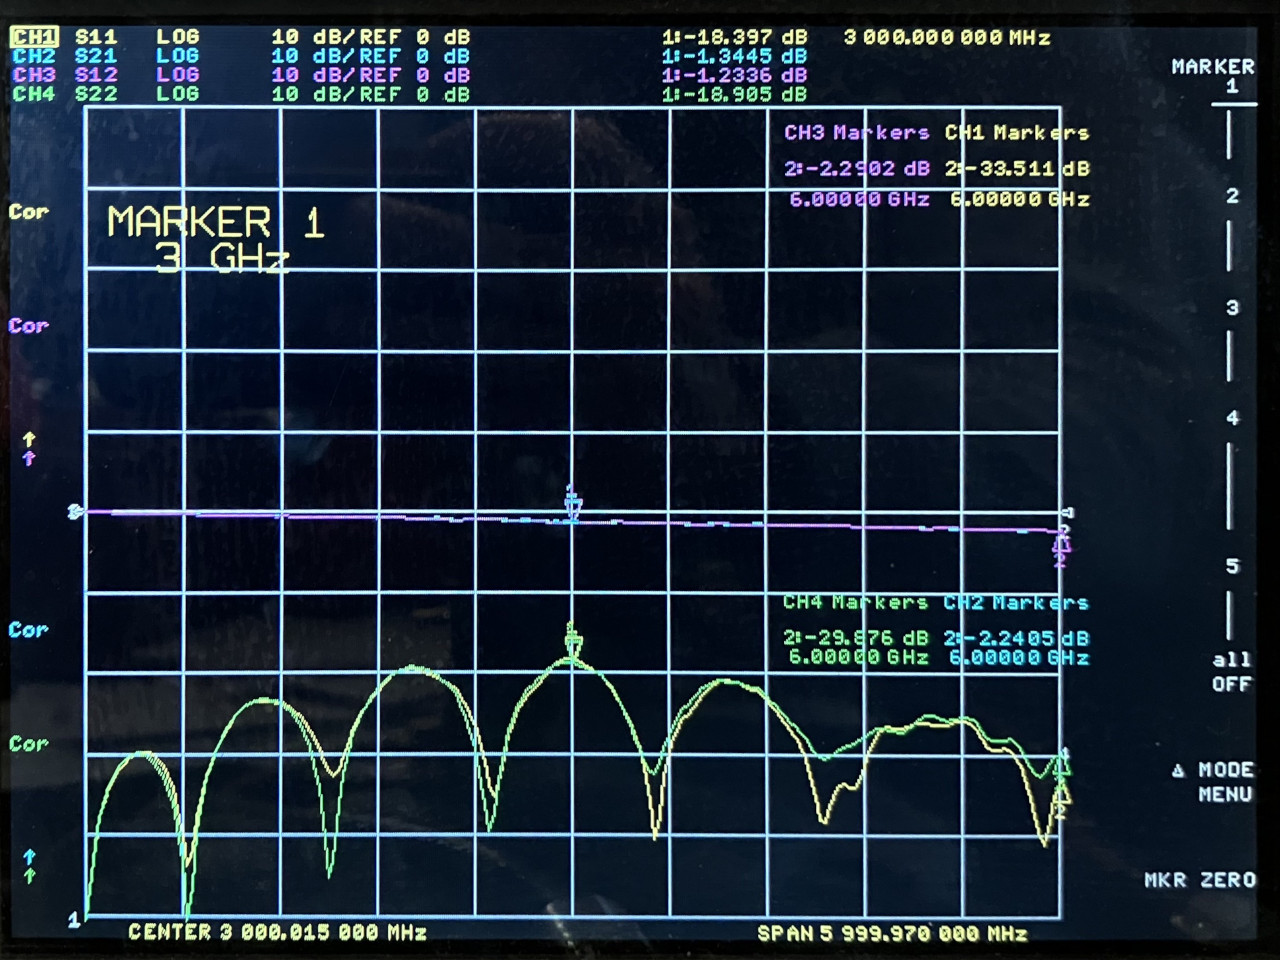 CH1 S11 LOG 10 dB/REF 0 dB 1:-18.397 dB 3 000.000 000 MHz
CH2 S21 LOG 10 dB/REF 0 dB 1:-1.3445 dB
CH3 S12 LOG 10 dB/REF 0 dB 1:-1.2336 dB
CH4 S22 LOG 10 dB/REF 0 dB 1:-18.905 dB
MARKER
1
CH3 Markers CH1 Markers
2:-2.2902 dB 2:-33.511 dB
6.00000 GHz 6.00000 GHz
2
Cor
MARKER 1
3 GHz
3
Cor
4
↑
↑
1
5
CH4 Markers CH2 Markers
Cor
2:-29.876 dB 2:-2.2405 dB
6.00000 GHz 6.00000 GHz
all
OFF
Cor
Δ MODE
MENU
↑
↑
MKR ZERO
1
CENTER 3 000.015 000 MHz SPAN 5 999.970 000 MHz